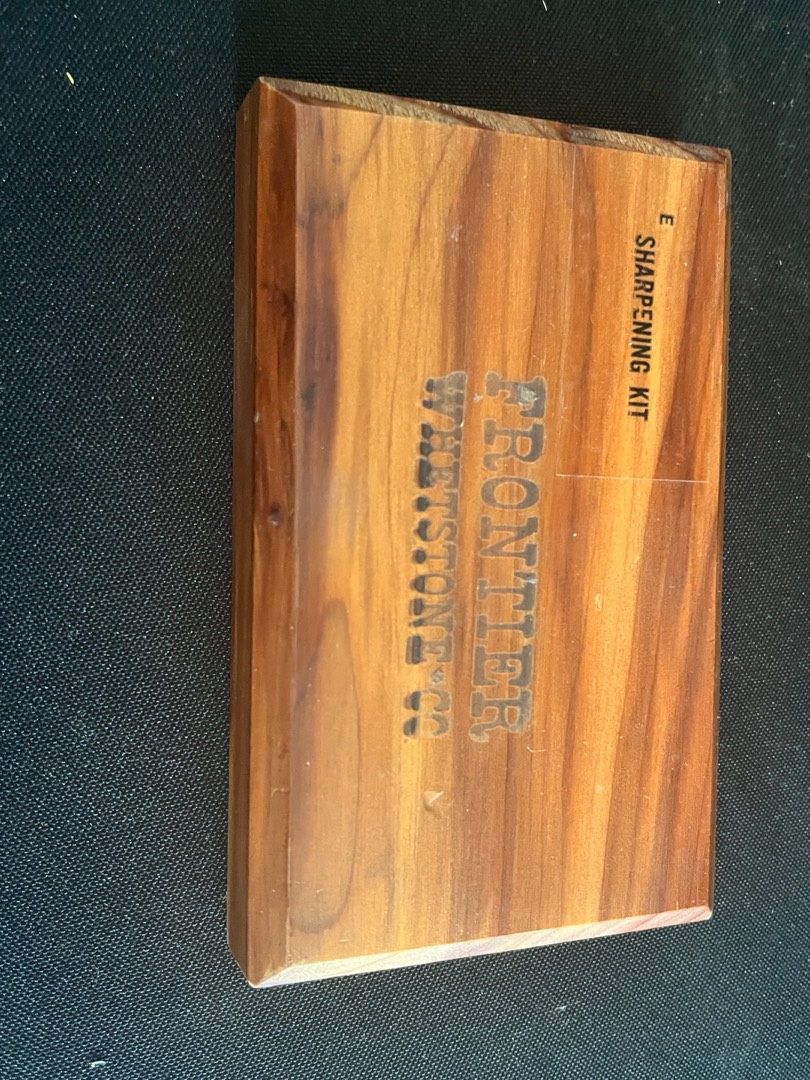 E
SHARPENING KIT
FRONTIER
WHETSTONE CO